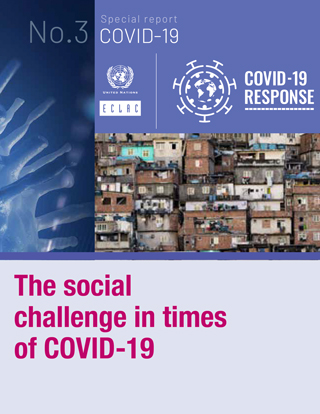 No.3
Special report
COVID-19
United Nations
ECLAC
COVID-19
RESPONSE
The social
challenge in times
of COVID-19